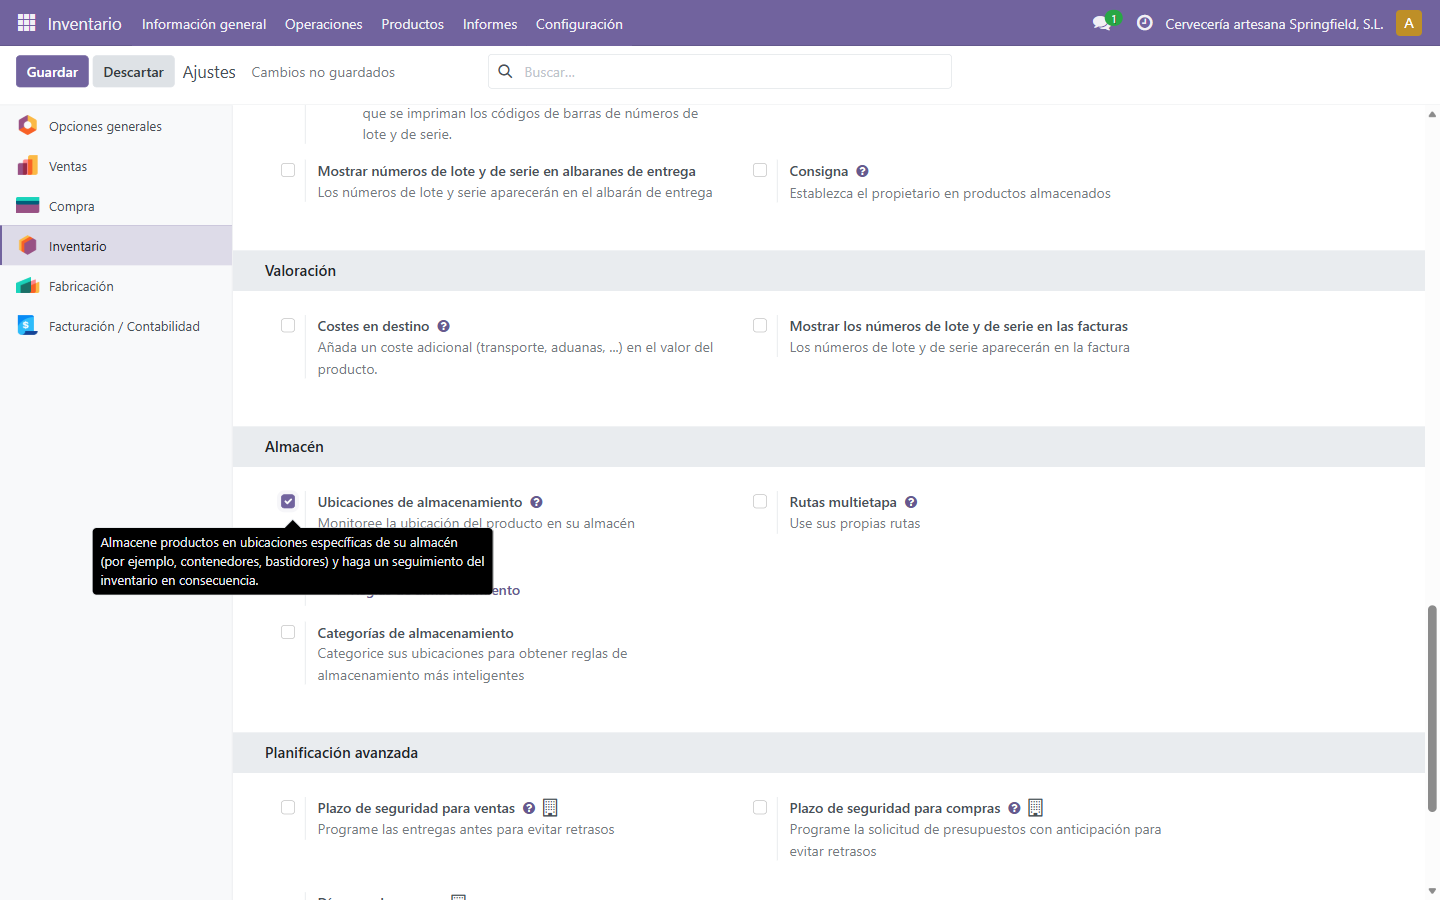 Inventario
Información general
Operaciones
Productos
Informes
Configuración
1
Cervecería artesana Springfield, S.L.
A
Guardar
Descartar
Ajustes
Cambios no guardados
Buscar...
Opciones generales
Ventas
Compra
Inventario
Fabricación
Facturación / Contabilidad
que se impriman los códigos de barras de números de
lote y de serie.
Mostrar números de lote y de serie en albaranes de entrega
Los números de lote y serie aparecerán en el albarán de entrega
Consigna ?
Establezca el propietario en productos almacenados
Valoración
Costes en destino ?
Añada un coste adicional (transporte, aduanas, ...) en el valor del
producto.
Mostrar los números de lote y de serie en las facturas
Los números de lote y de serie aparecerán en la factura
Almacén
Ubicaciones de almacenamiento ?
Monitoree la ubicación del producto en su almacén
Rutas multietapa ?
Use sus propias rutas
Almacene productos en ubicaciones específicas de su almacén
(por ejemplo, contenedores, bastidores) y haga un seguimiento del
inventario en consecuencia.
ento
Categorías de almacenamiento
Categorice sus ubicaciones para obtener reglas de
almacenamiento más inteligentes
Planificación avanzada
Plazo de seguridad para ventas ?
Programe las entregas antes para evitar retrasos
Plazo de seguridad para compras ?
Programe la solicitud de presupuestos con anticipación para
evitar retrasos